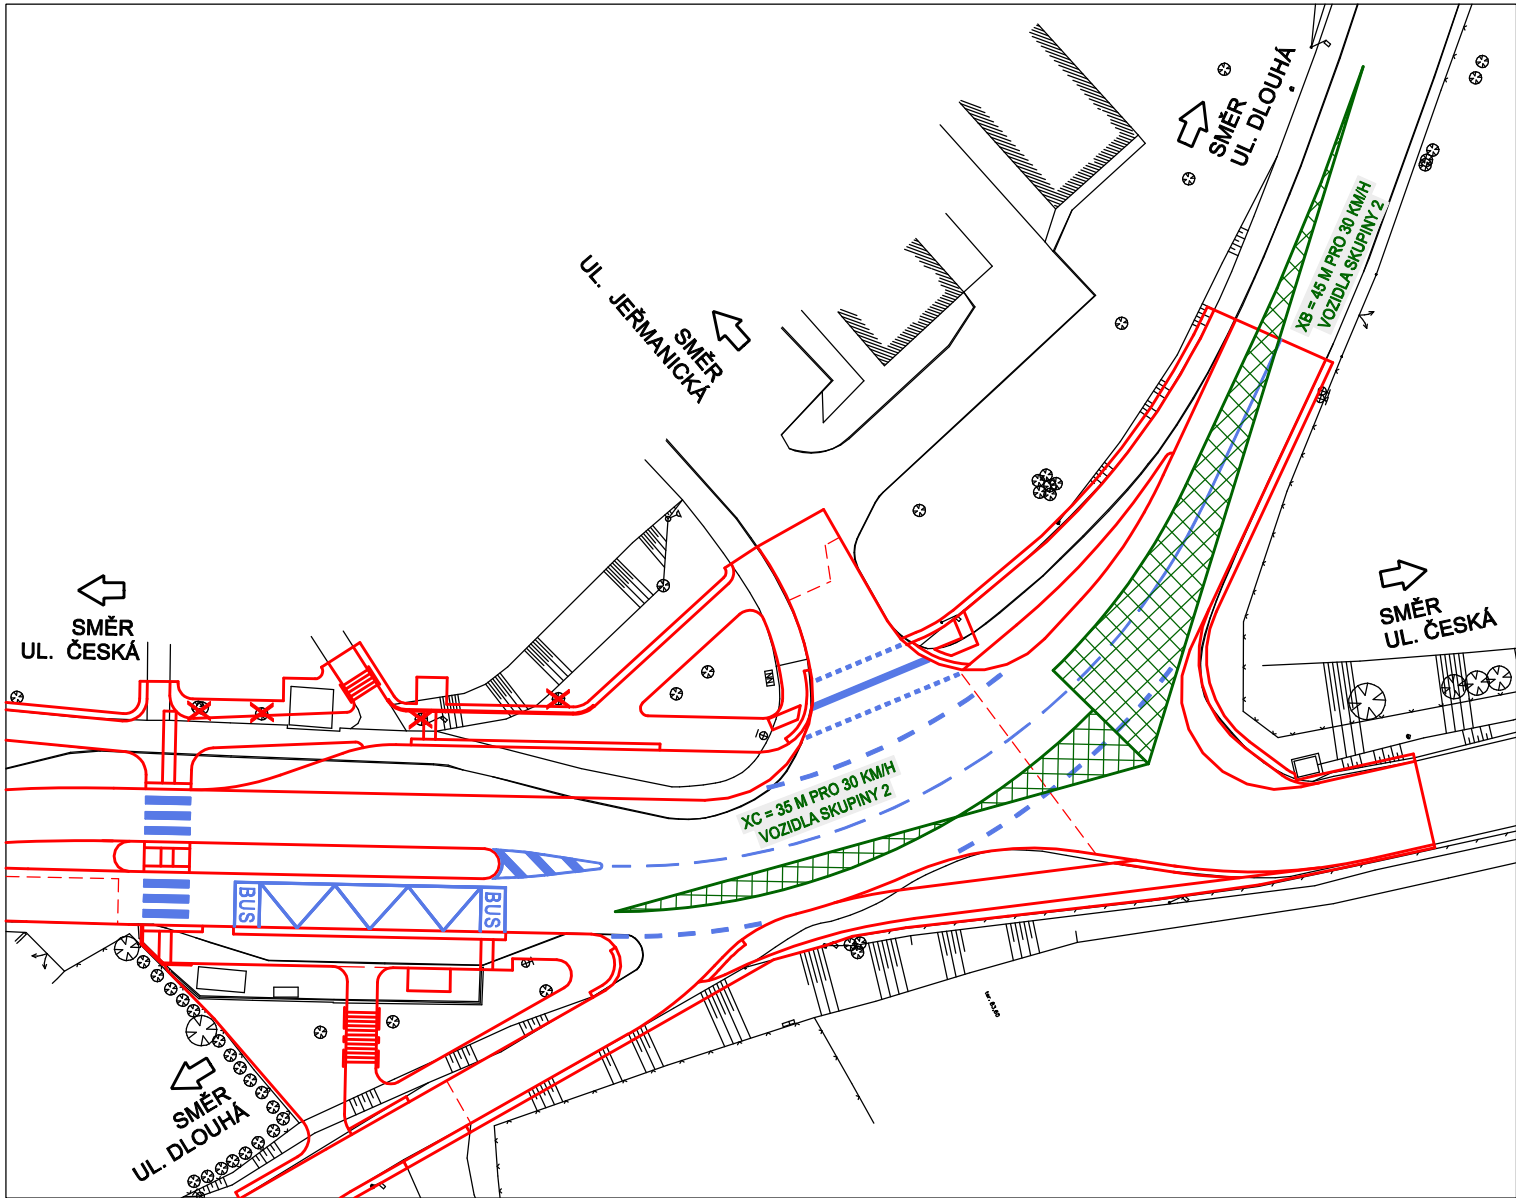 SMĚR
UL. DLOUHÁ
XB = 45 M PRO 30 KM/H
VOZIDLA SKUPINY 2
SMĚR
UL. JEŘMANICKÁ
SMĚR
UL. ČESKÁ
SMĚR
UL. ČESKÁ
XC = 35 M PRO 30 KM/H
VOZIDLA SKUPINY 2
BUS
BUS
SMĚR
UL. DLOUHÁ